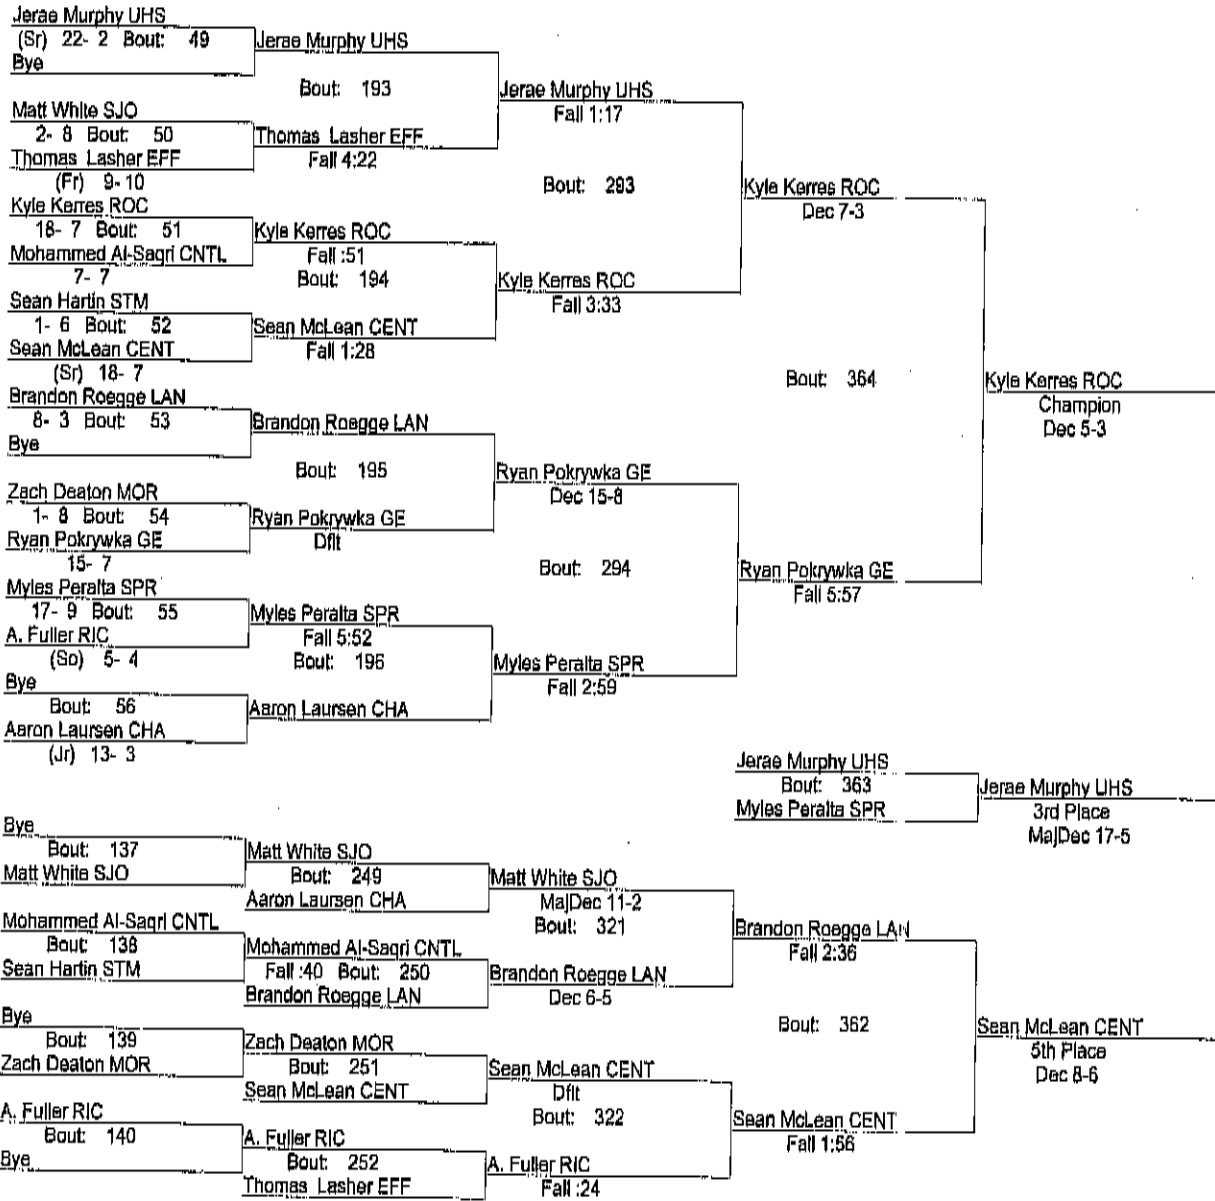 Jerae Murphy UHS
(Sr) 22- 2 Bout: 49
Bye
Jerae Murphy UHS
Bout: 193
Matt White SJO
2- 8 Bout: 50
Thomas Lasher EFF
(Fr) 9- 10
Thomas Lasher EFF
Fall 4:22
Jerae Murphy UHS
Fall 1:17
Bout: 293
Kyle Kerres ROC
18- 7 Bout: 51
Mohammed Al-Saqri CNTL
7- 7
Kyle Kerres ROC
Fall :51
Bout: 194
Sean Hartin STM
1- 6 Bout: 52
Sean McLean CENT
(Sr) 18- 7
Sean McLean CENT
Fall 1:28
Kyle Kerres ROC
Fall 3:33
Kyle Kerres ROC
Dec 7-3
Bout: 364
Kyle Kerres ROC
Champion
Dec 5-3
Brandon Roegge LAN
8- 3 Bout: 53
Bye
Brandon Roegge LAN
Bout: 195
Zach Deaton MOR
1- 8 Bout: 54
Ryan Pokrywka GE
15- 7
Ryan Pokrywka GE
Dflt
Ryan Pokrywka GE
Dec 15-8
Bout: 294
Myles Peralta SPR
17- 9 Bout: 55
A. Fuller RIC
(So) 5- 4
Myles Peralta SPR
Fall 5:52
Bout: 196
Bye
Bout: 56
Aaron Laursen CHA
(Jr) 13- 3
Aaron Laursen CHA
Myles Peralta SPR
Fall 2:59
Ryan Pokrywka GE
Fall 5:57
Jerae Murphy UHS
Bout: 363
Myles Peralta SPR
Jerae Murphy UHS
3rd Place
MajDec 17-5
Bye
Bout: 137
Matt White SJO
Matt White SJO
Bout: 249
Aaron Laursen CHA
Matt White SJO
MajDec 11-2
Bout: 321
Mohammed Al-Saqri CNTL
Bout: 138
Sean Hartin STM
Mohammed Al-Saqri CNTL
Fall :40 Bout: 250
Brandon Roegge LAN
Brandon Roegge LAN
Dec 6-5
Brandon Roegge LAN
Fall 2:36
Bout: 362
Bye
Bout: 139
Zach Deaton MOR
Zach Deaton MOR
Bout: 251
Sean McLean CENT
Sean McLean CENT
Dflt
Bout: 322
A. Fuller RIC
Bout: 140
Bye
A. Fuller RIC
Bout: 252
Thomas Lasher EFF
A. Fuller RIC
Fall :24
Sean McLean CENT
Fall 1:56
Sean McLean CENT
5th Place
Dec 8-6